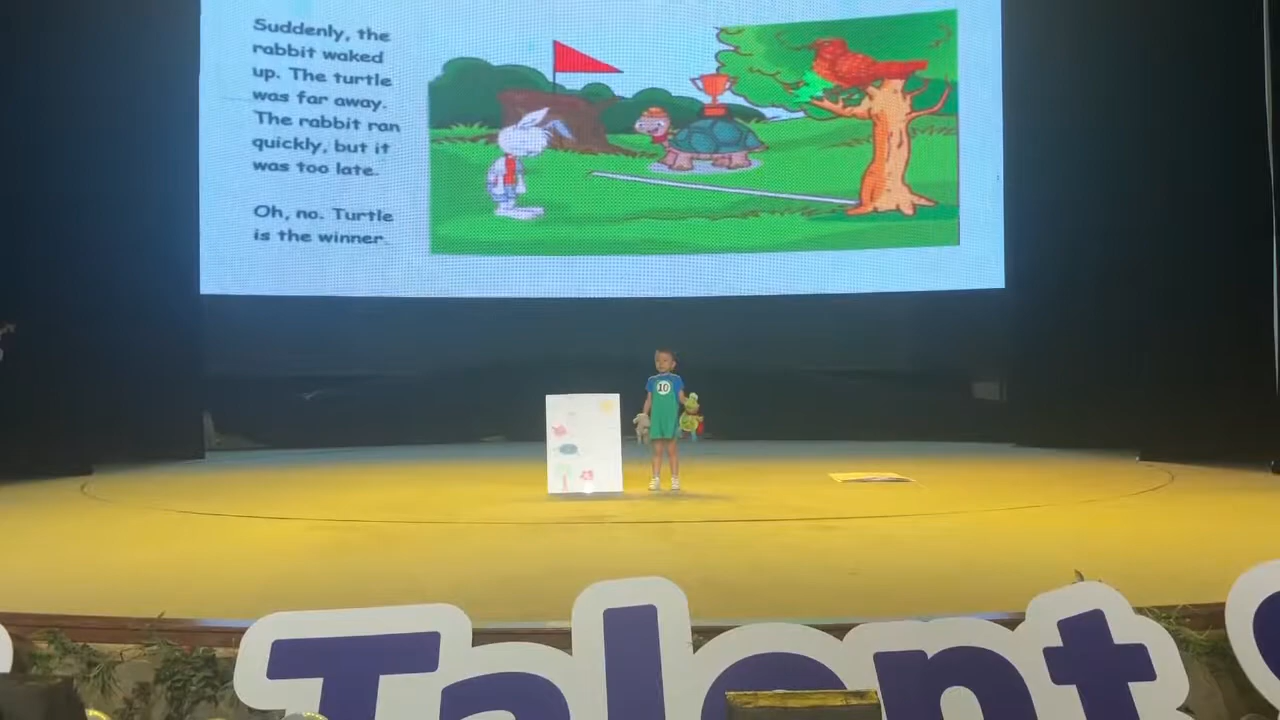 Suddenly, the
rabbit waked
up. The turtle
was far away.
The rabbit ran
quickly, but it
was too late.
Oh, no. Turtle
is the winner.
10
Talent